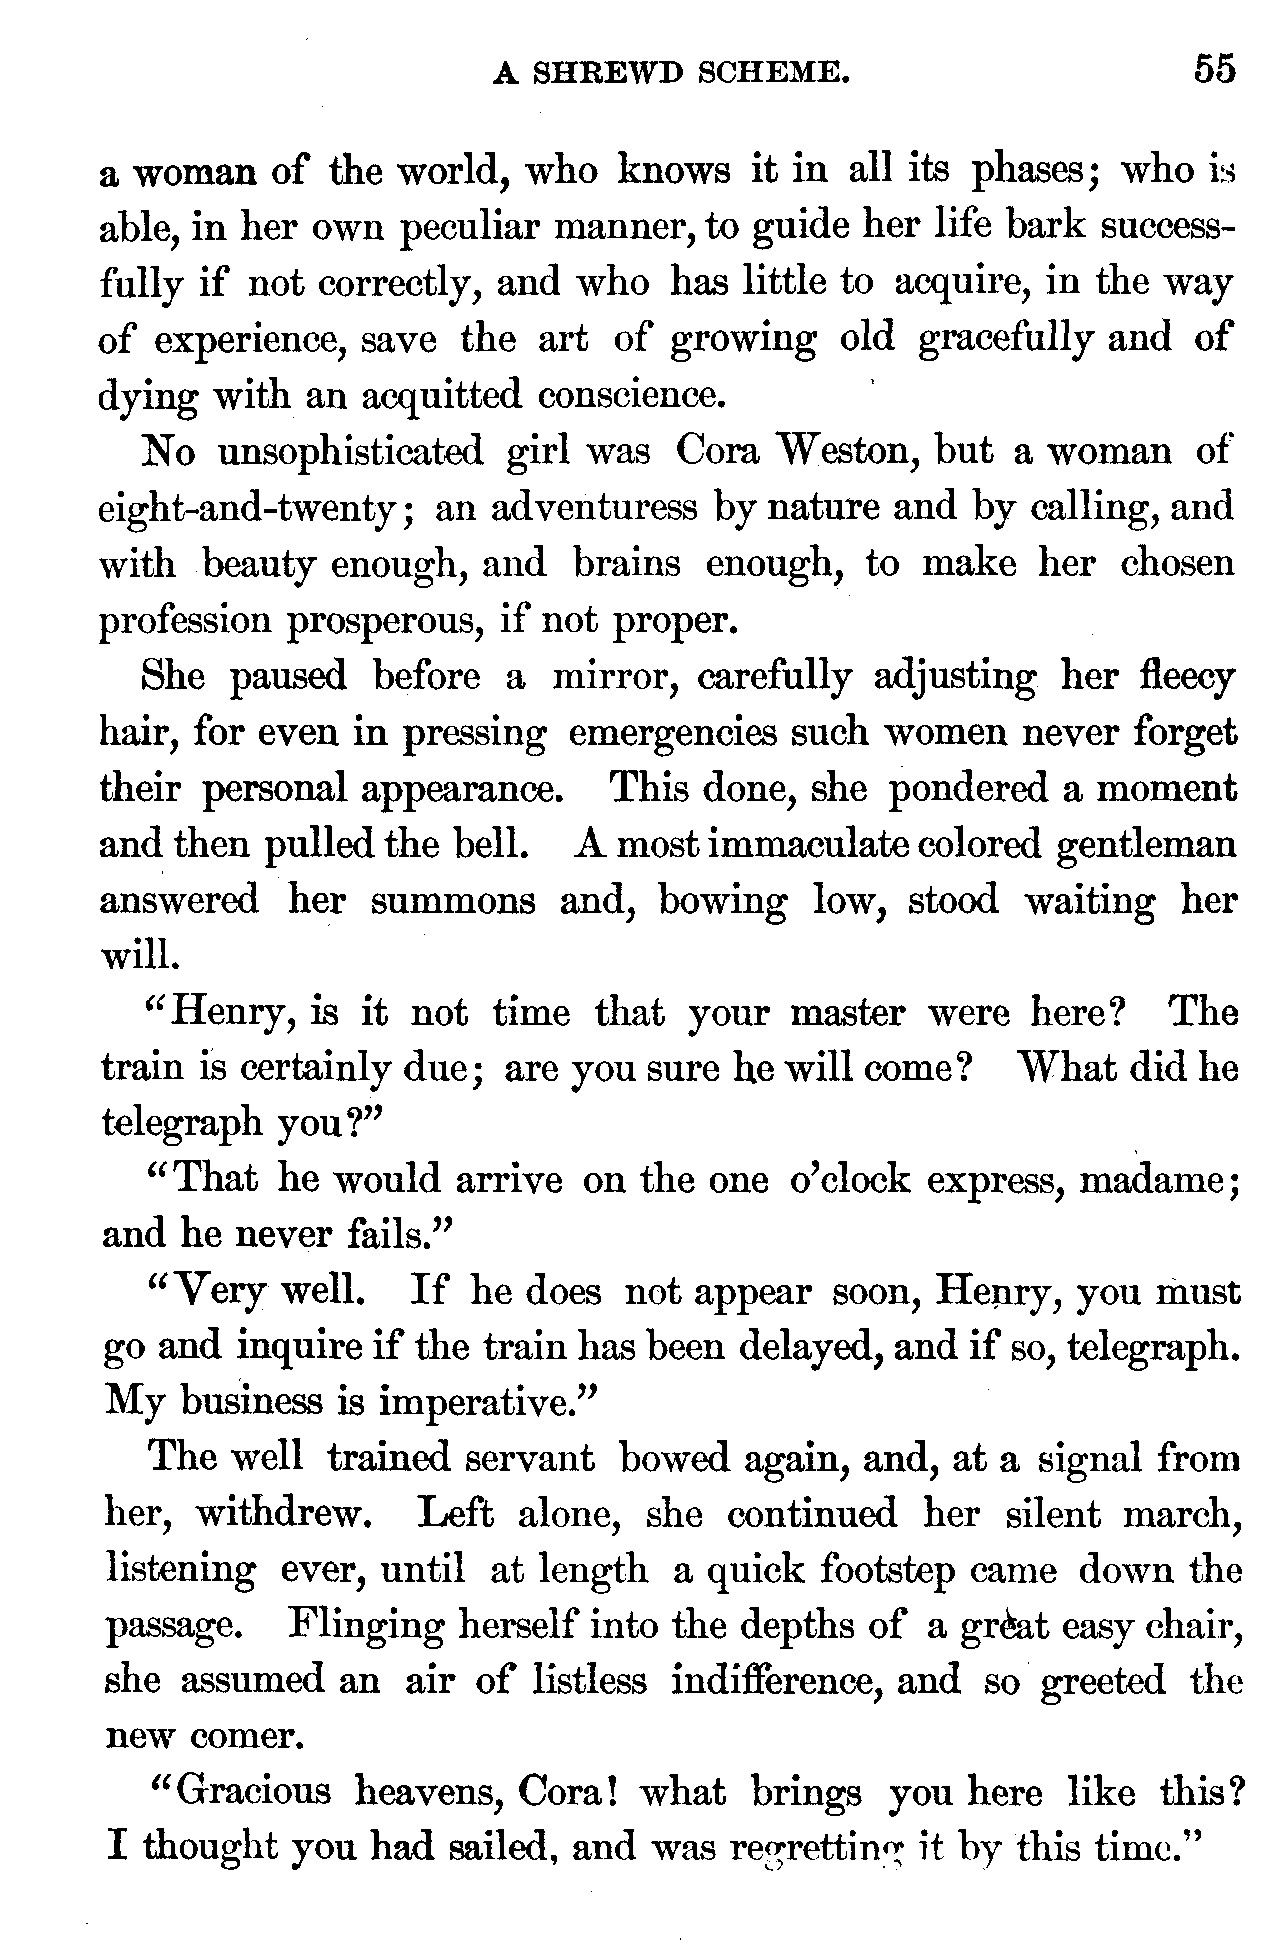 A SHREWD SCHEME. 55
a woman of the world, who knows it in all its phases; who is
able, in her own peculiar manner, to guide her life bark success-
fully if not correctly, and who has little to acquire, in the way
of experience, save the art of growing old gracefully and of
dying with an acquitted conscience.
No unsophisticated girl was Cora Weston, but a woman of
eight-and-twenty; an adventuress by nature and by calling, and
with beauty enough, and brains enough, to make her chosen
profession prosperous, if not proper.
She paused before a mirror, carefully adjusting her fleecy
hair, for even in pressing emergencies such women never forget
their personal appearance. This done, she pondered a moment
and then pulled the bell. A most immaculate colored gentleman
answered her summons and, bowing low, stood waiting her
will.
"Henry, is it not time that your master were here? The
train is certainly due; are you sure he will come? What did he
telegraph you?"
"That he would arrive on the one o'clock express, madame;
and he never fails."
"Very well. If he does not appear soon, Henry, you must
go and inquire if the train has been delayed, and if so, telegraph.
My business is imperative."
The well trained servant bowed again, and, at a signal from
her, withdrew. Left alone, she continued her silent march,
listening ever, until at length a quick footstep came down the
passage. Flinging herself into the depths of a great easy chair,
she assumed an air of listless indifference, and so greeted the
new comer.
"Gracious heavens, Cora! what brings you here like this?
I thought you had sailed, and was regretting it by this time."